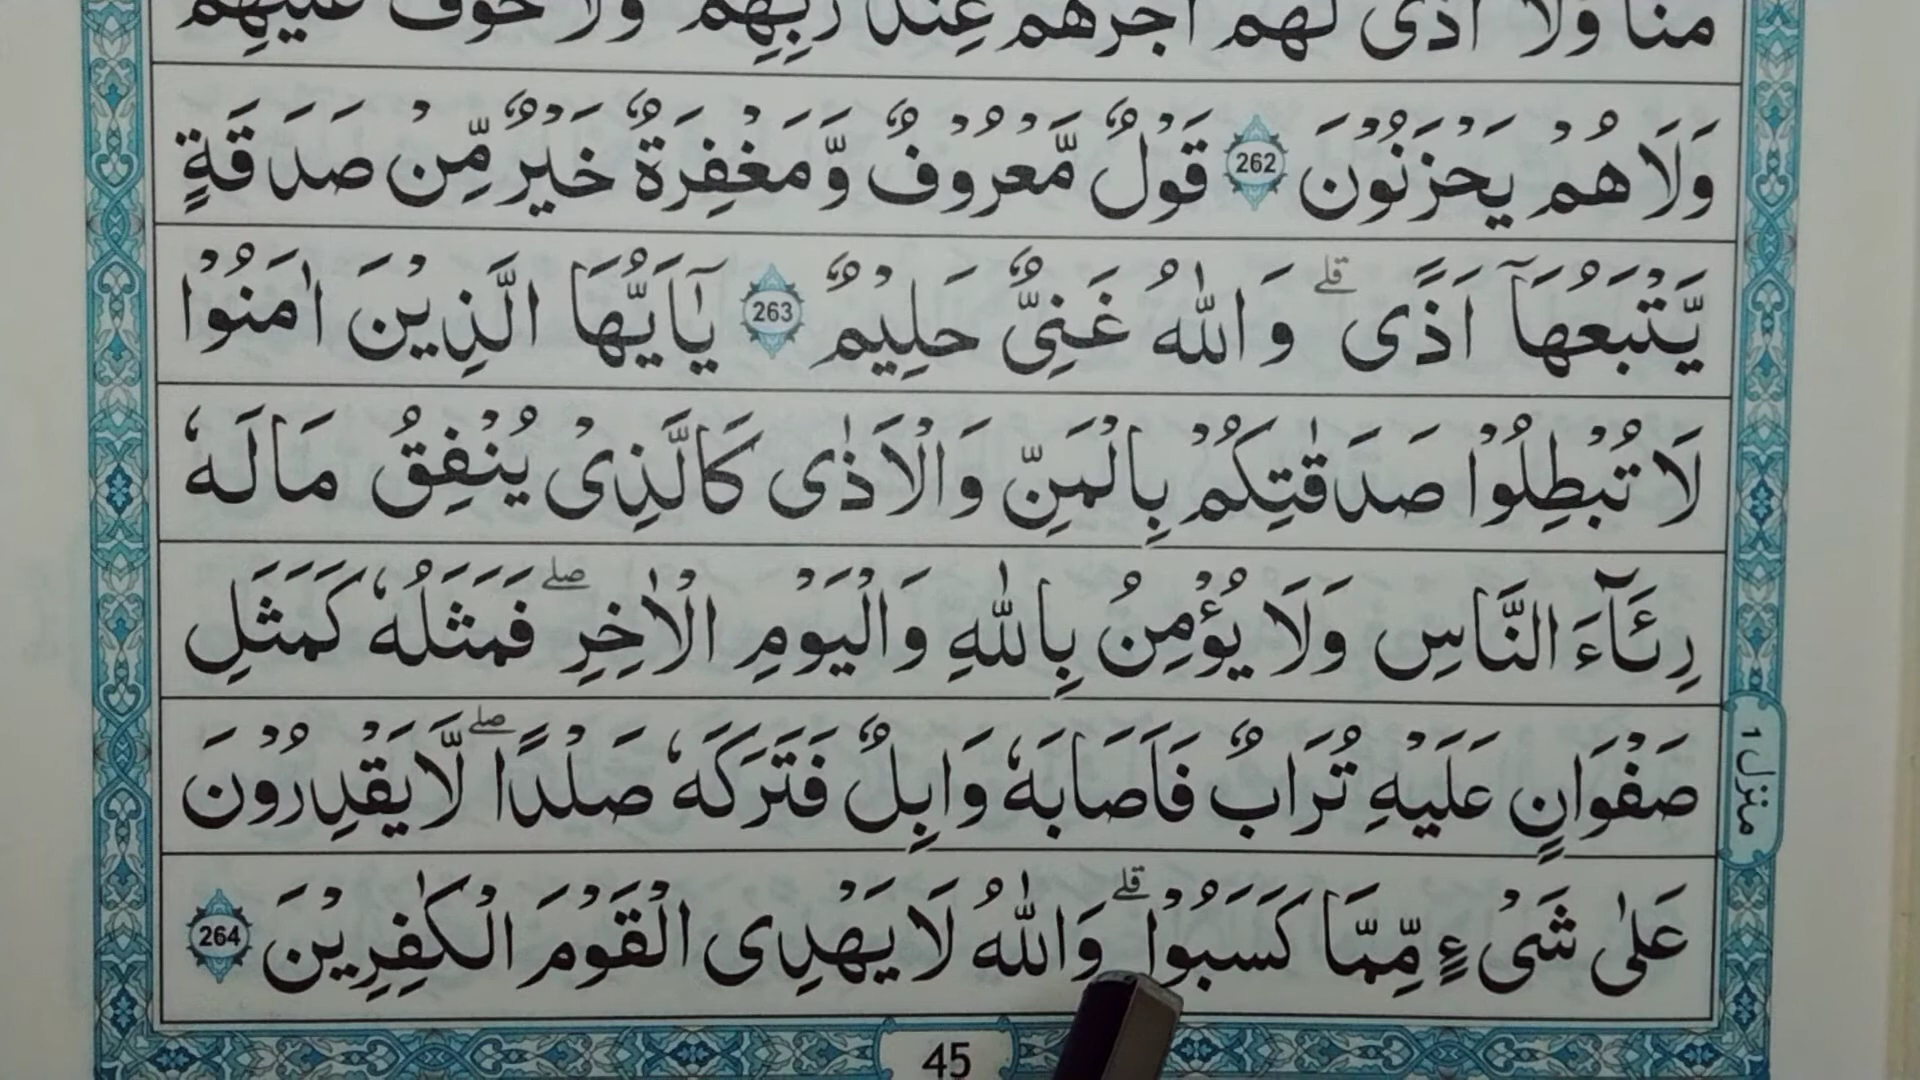 مَنًّا وَّلَاۤ اَذًی لَّهُمْ اَجْرُهُمْ عِنْدَ رَبِّهِمْ وَلَا خَوْفٌ عَلَیْهِمْ
وَلَا هُمْ یَحْزَنُوْنَ 262 قَوْلٌ مَّعْرُوْفٌ وَّمَغْفِرَةٌ خَیْرٌ مِّنْ صَدَقَةٍ
یَّتْبَعُهَاۤ اَذًی ۗ وَاللّٰهُ غَنِیٌّ حَلِیْمٌ 263 یٰۤاَیُّهَا الَّذِیْنَ اٰمَنُوْا
لَا تُبْطِلُوْا صَدَقٰتِكُمْ بِالْمَنِّ وَالْاَذٰی كَالَّذِیْ یُنْفِقُ مَالَهٗ
رِئَآءَ النَّاسِ وَلَا یُؤْمِنُ بِاللّٰهِ وَالْیَوْمِ الْاٰخِرِ ۖ فَمَثَلُهٗ كَمَثَلِ
صَفْوَانٍ عَلَیْهِ تُرَابٌ فَاَصَابَهٗ وَابِلٌ فَتَرَكَهٗ صَلْدًا ۖ لَّا یَقْدِرُوْنَ
عَلٰی شَیْءٍ مِّمَّا كَسَبُوْا ۗ وَاللّٰهُ لَا یَهْدِی الْقَوْمَ الْكٰفِرِیْنَ 264
منزل ١
45